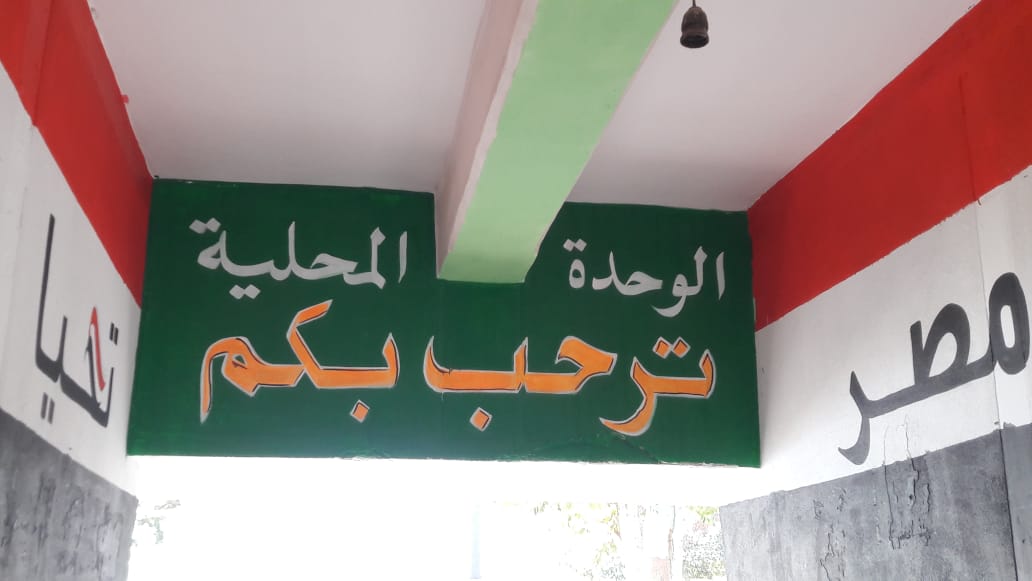 الوحدة المحلية
ترحب بكم
تحيا مصر